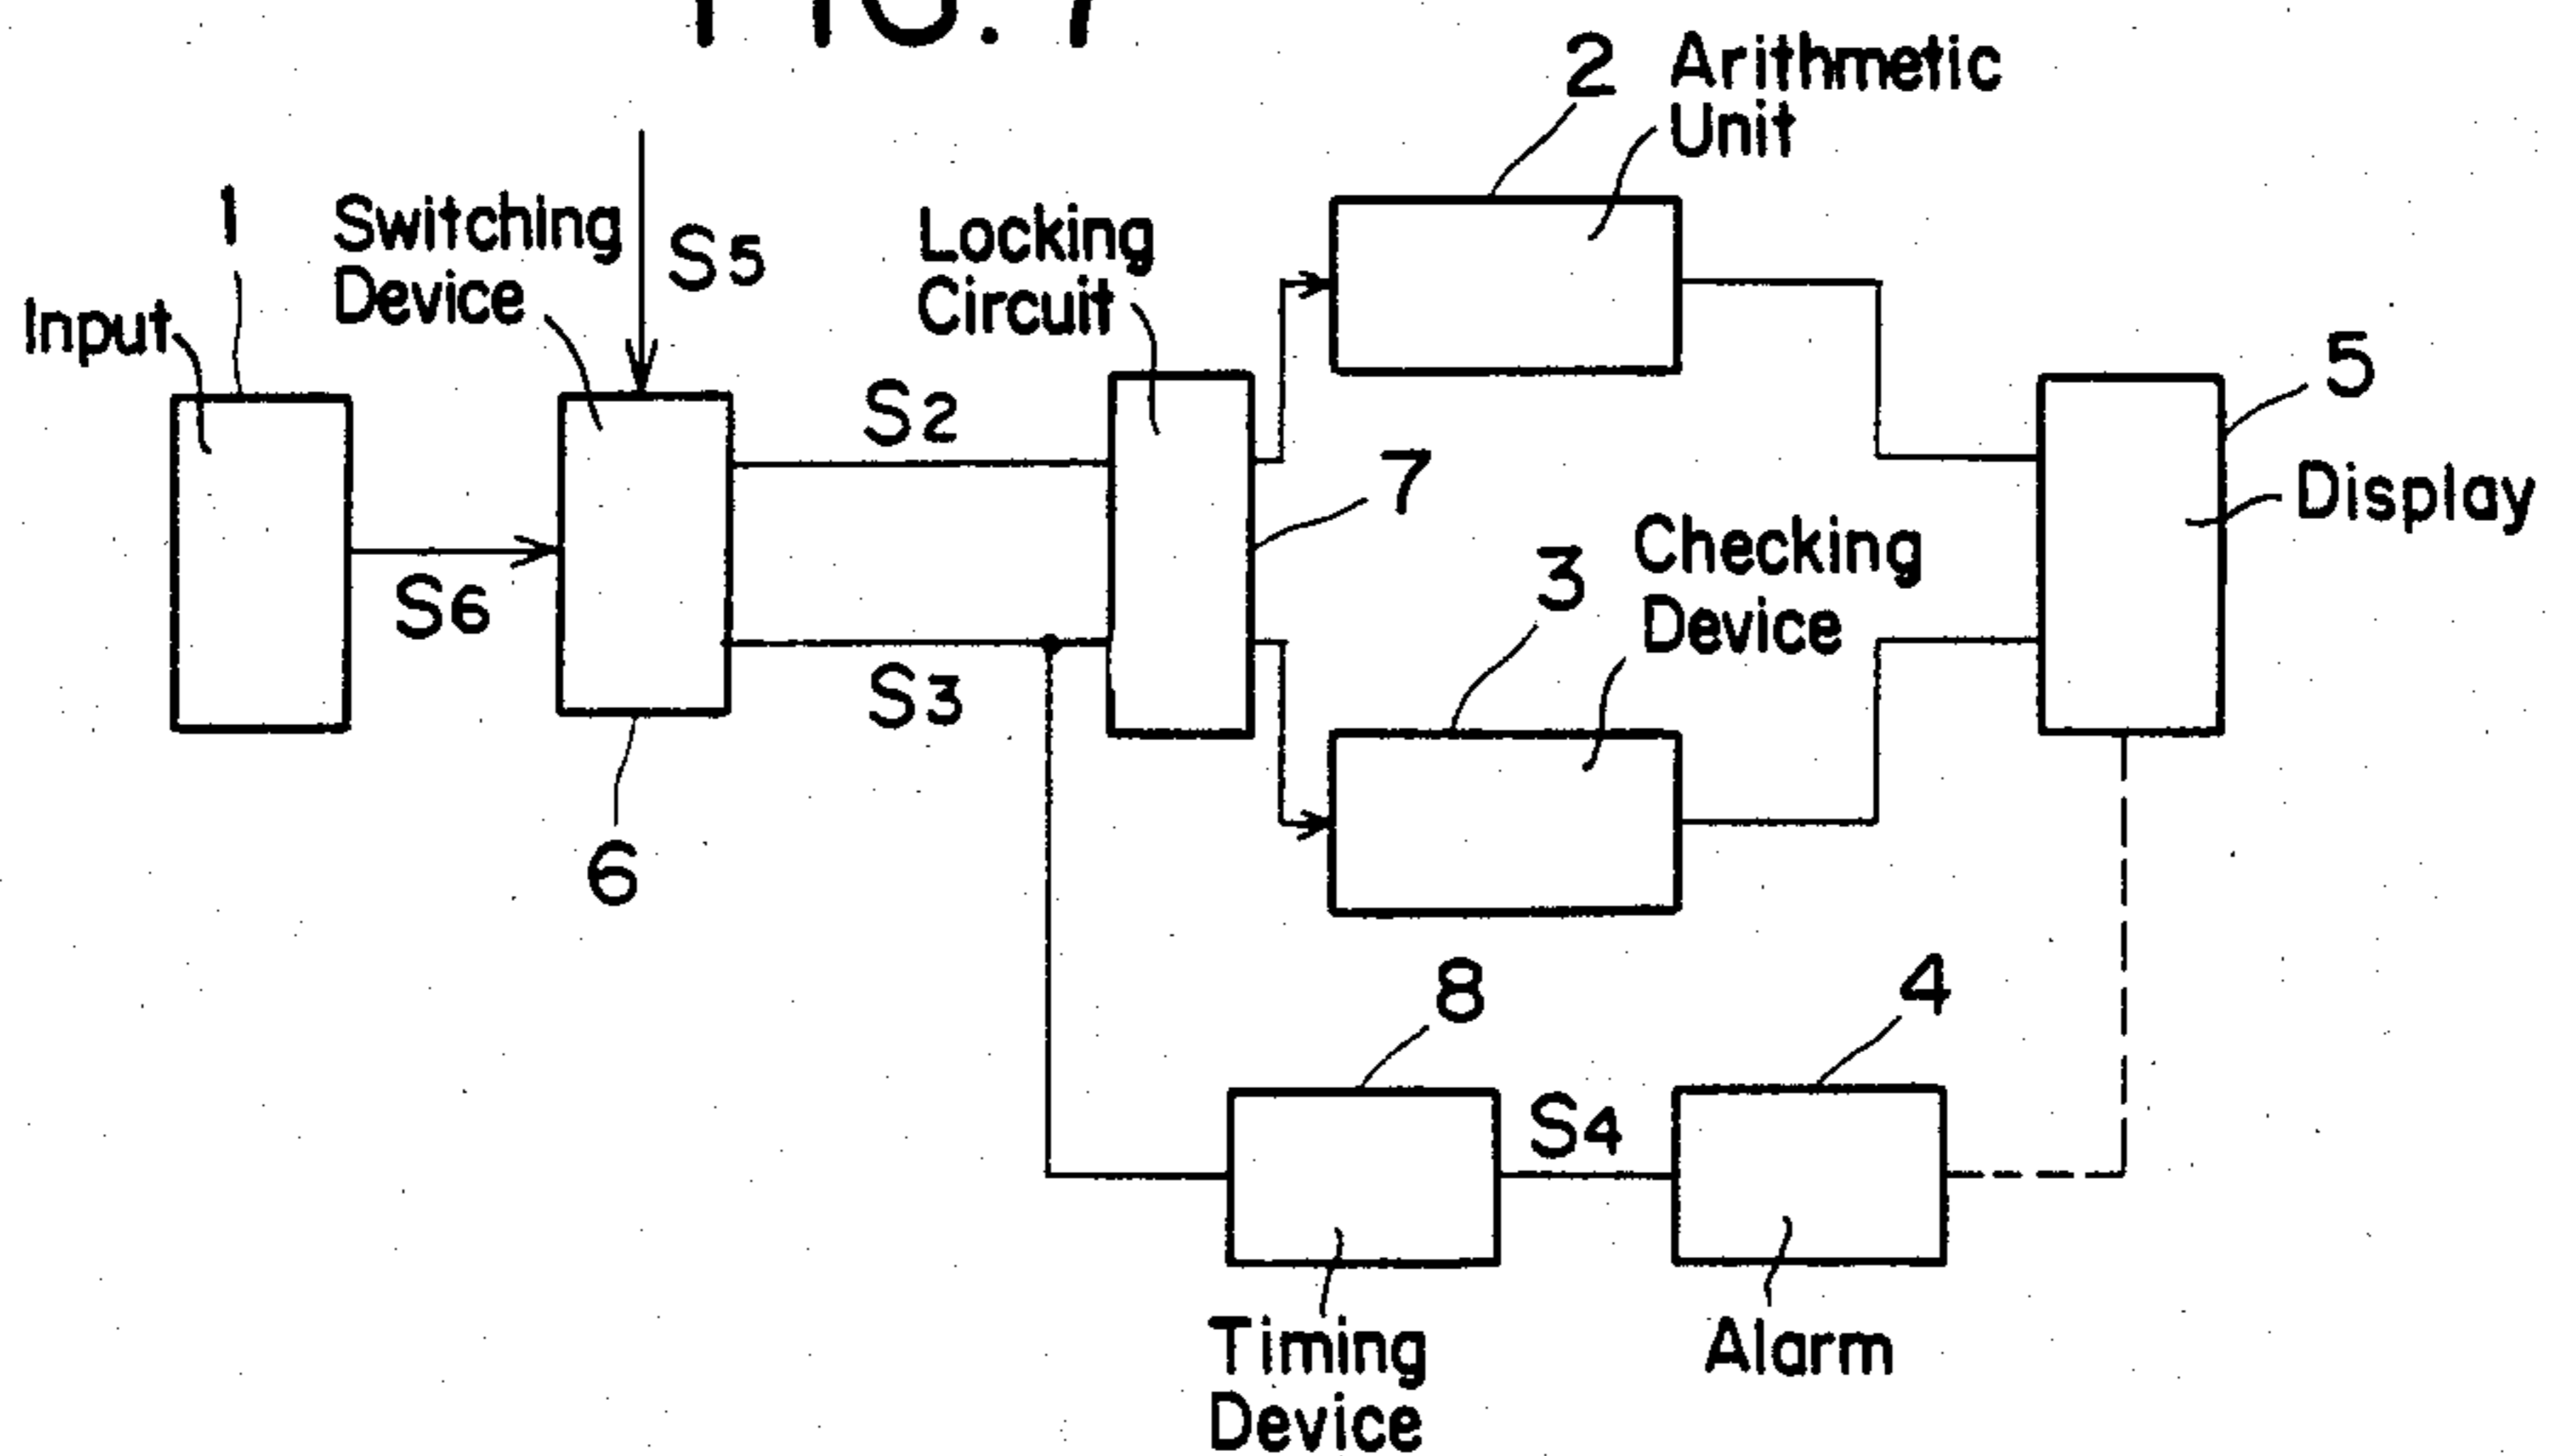 2 Arithmetic
Unit
1
Switching
Device
S5
Locking
Circuit
Input
S2
5
7
Display
3
Checking
Device
S6
S3
6
8
4
S4
Timing
Device
Alarm